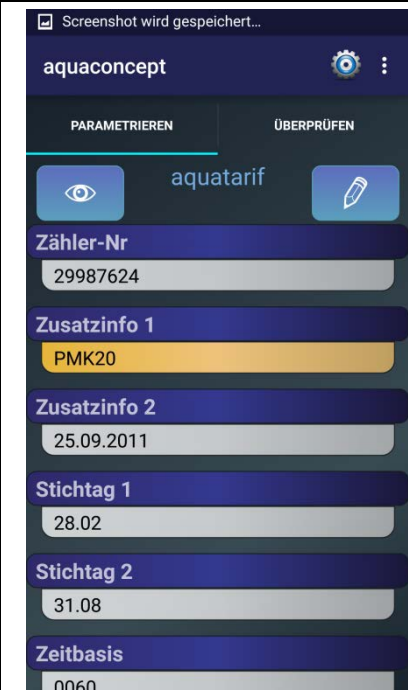 Screenshot wird gespeichert...
aquaconcept
PARAMETRIEREN ÜBERPRÜFEN
aquatarif
Zähler-Nr
29987624
Zusatzinfo 1
PMK20
Zusatzinfo 2
25.09.2011
Stichtag 1
28.02
Stichtag 2
31.08
Zeitbasis
0060